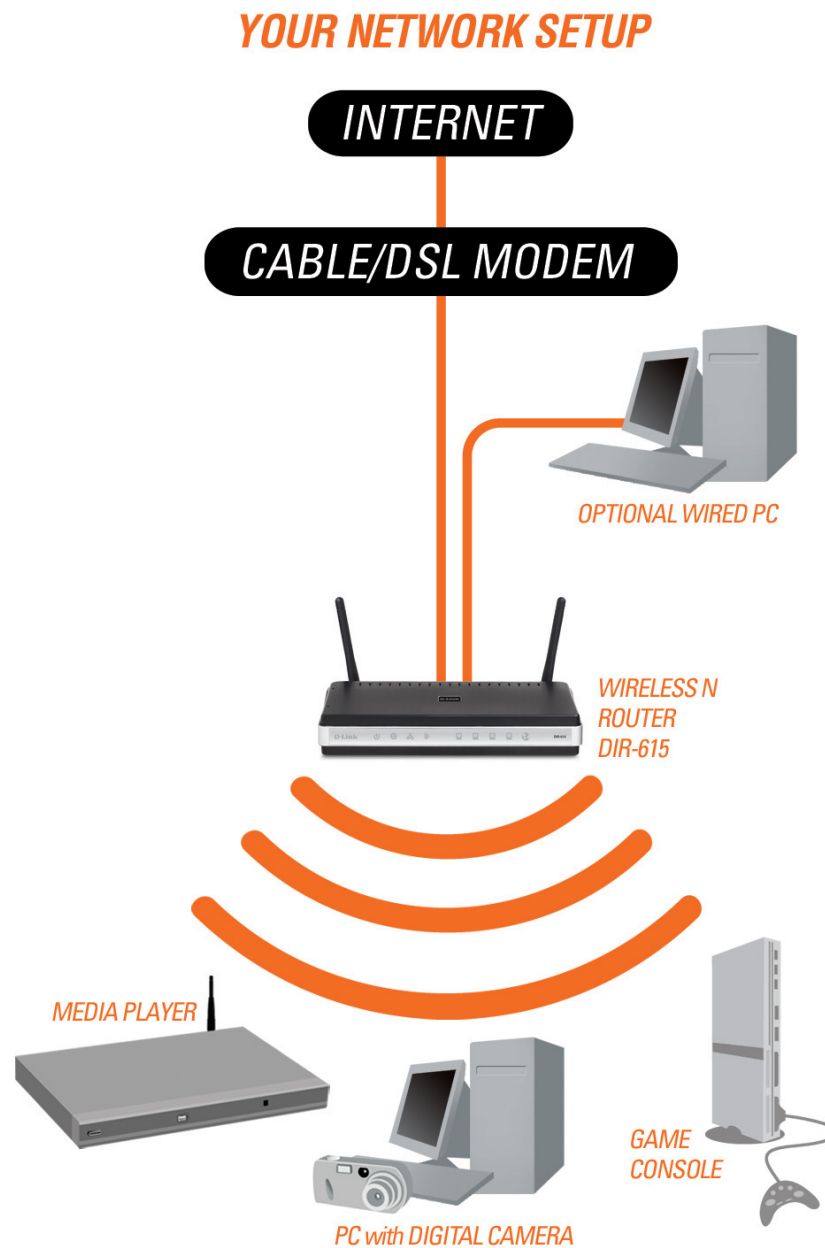 YOUR NETWORK SETUP
INTERNET
CABLE/DSL MODEM
OPTIONAL WIRED PC
WIRELESS N
ROUTER
DIR-615
D-Link
MEDIA PLAYER
GAME
CONSOLE
PC with DIGITAL CAMERA